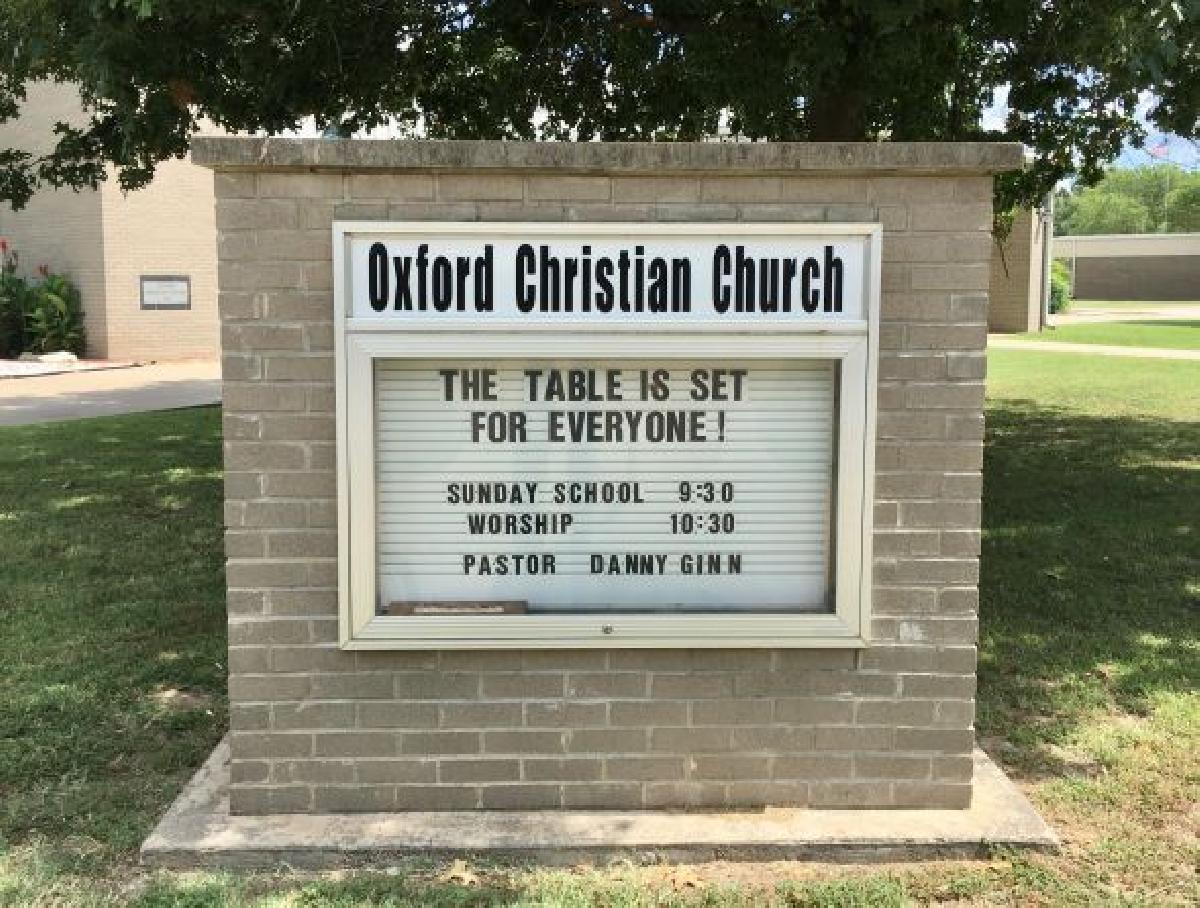 Oxford Christian Church
THE TABLE IS SET
FOR EVERYONE!
SUNDAY SCHOOL 9:30
WORSHIP 10:30
PASTOR DANNY GINN